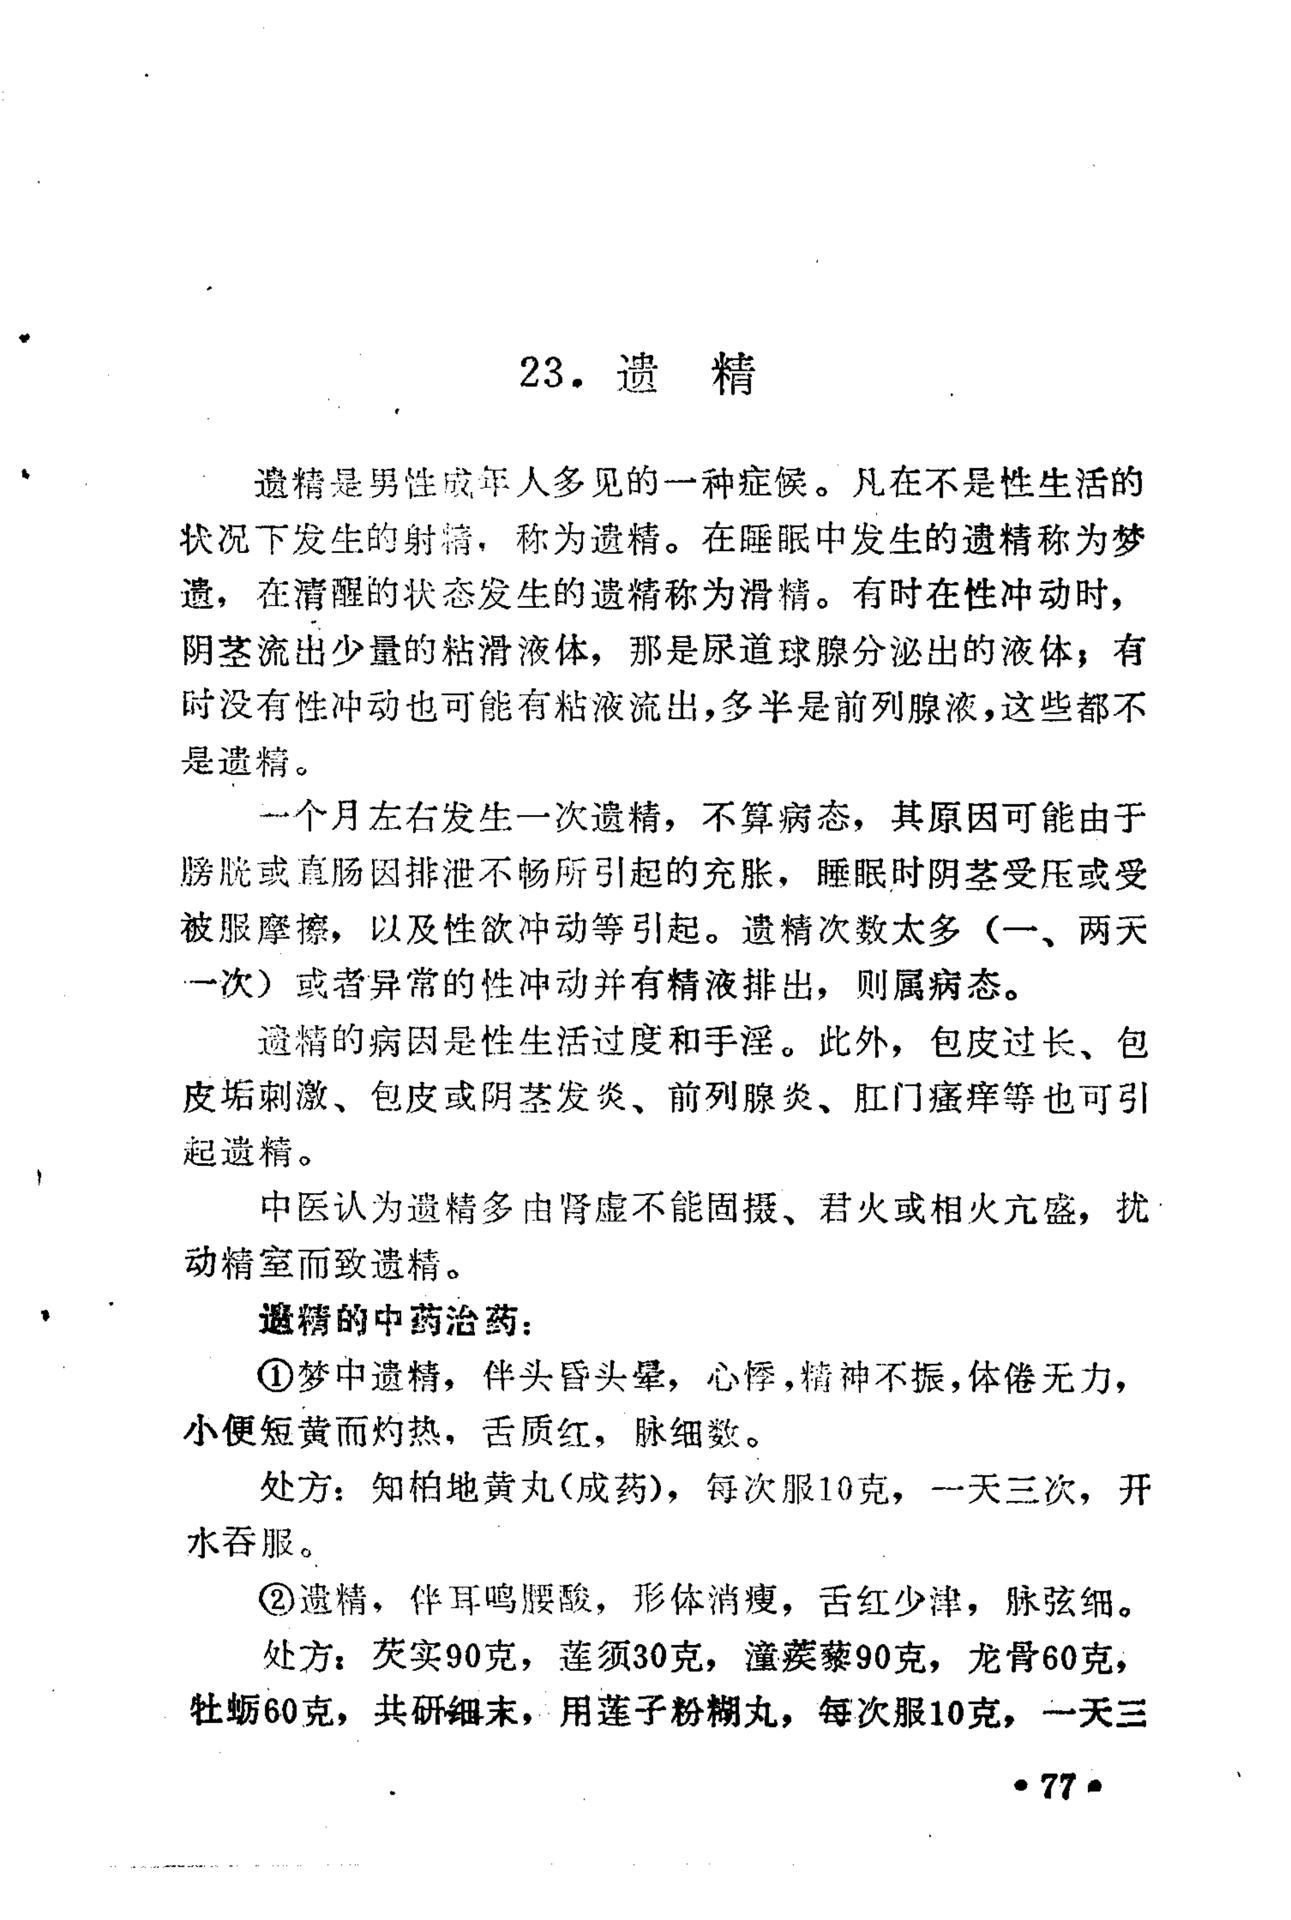 23. 遗 精
遗精是男性成年人多见的一种症候。凡在不是性生活的
状况下发生的射精，称为遗精。在睡眠中发生的遗精称为梦
遗，在清醒的状态发生的遗精称为滑精。有时在性冲动时，
阴茎流出少量的粘滑液体，那是尿道球腺分泌出的液体；有
时没有性冲动也可能有粘液流出，多半是前列腺液，这些都不
是遗精。
一个月左右发生一次遗精，不算病态，其原因可能由于
膀胱或直肠因排泄不畅所引起的充胀，睡眠时阴茎受压或受
被服摩擦，以及性欲冲动等引起。遗精次数太多（一、两天
一次）或者异常的性冲动并有精液排出，则属病态。
遗精的病因是性生活过度和手淫。此外，包皮过长、包
皮垢刺激、包皮或阴茎发炎、前列腺炎、肛门瘙痒等也可引
起遗精。
中医认为遗精多由肾虚不能固摄、君火或相火亢盛，扰
动精室而致遗精。
遗精的中药治药：
①梦中遗精，伴头昏头晕，心悸，精神不振，体倦无力，
小便短黄而灼热，舌质红，脉细数。
处方：知柏地黄丸（成药），每次服10克，一天三次，开
水吞服。
②遗精，伴耳鸣腰酸，形体消瘦，舌红少津，脉弦细。
处方：芡实90克，莲须30克，潼蒺藜90克，龙骨60克，
牡蛎60克，共研细末，用莲子粉糊丸，每次服10克，一天三
• 77 •